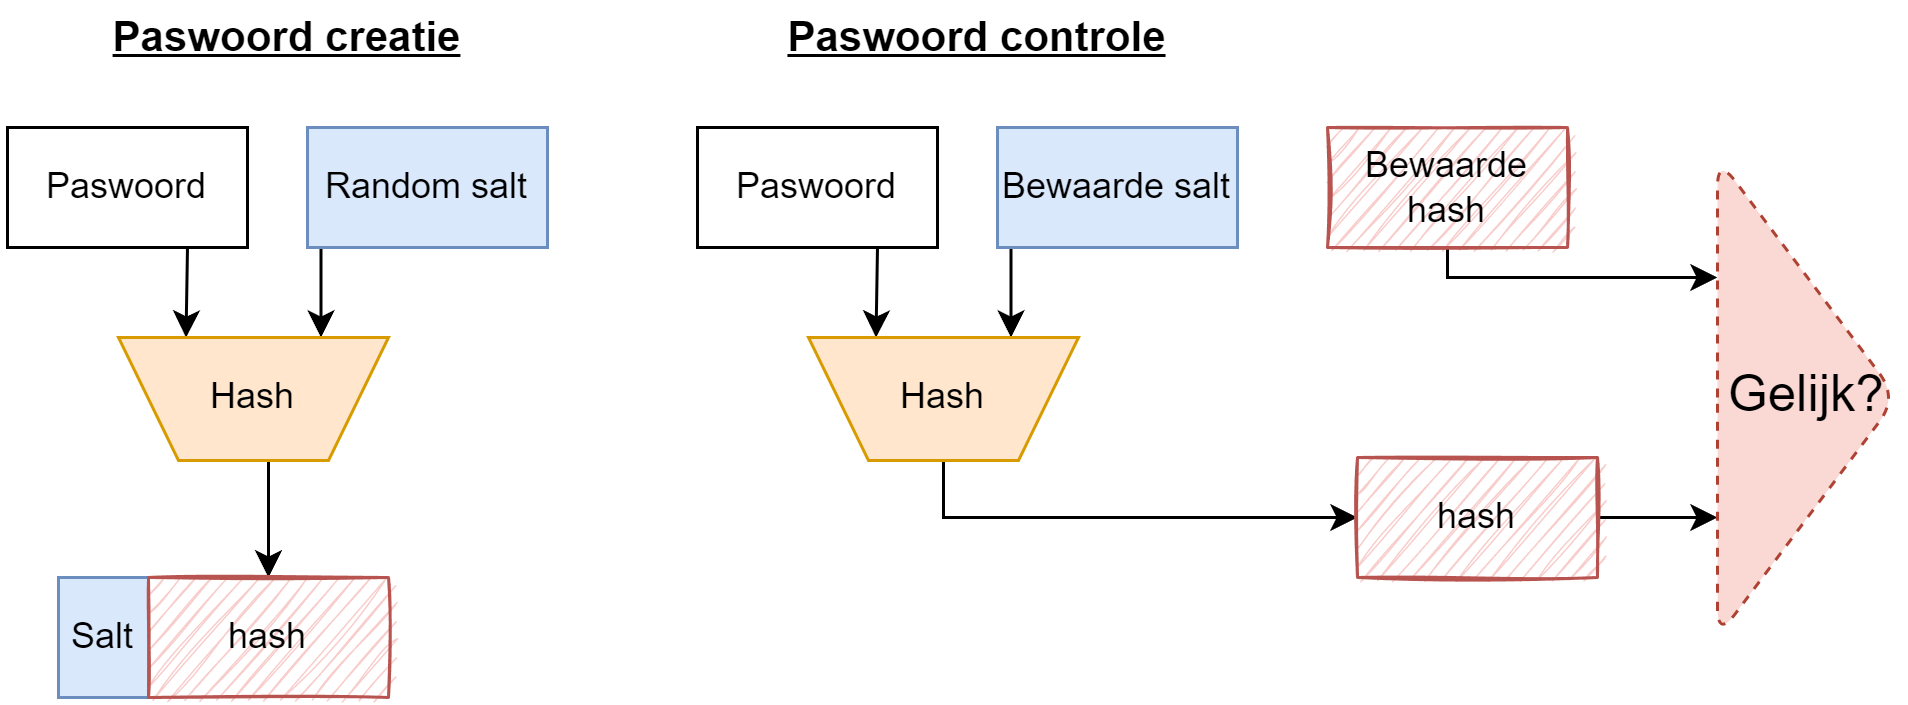 Paswoord creatie
Paswoord
Random salt
Hash
Salt
hash
Paswoord controle
Paswoord
Bewaarde salt
Bewaarde
hash
Hash
hash
Gelijk?